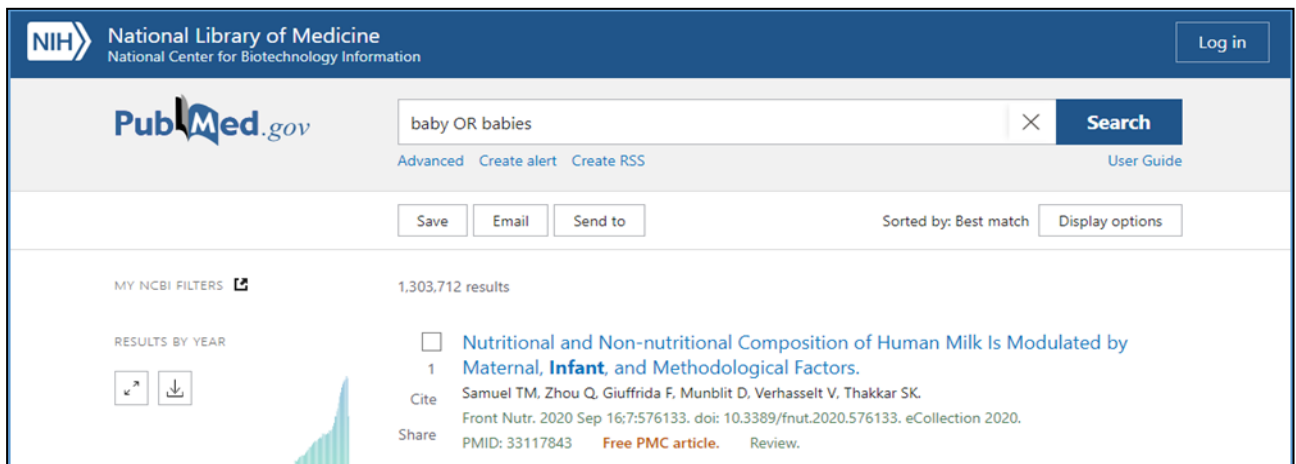 NIH
National Library of Medicine
National Center for Biotechnology Information
Log in
PubMed.gov
baby OR babies
Search
Advanced Create alert Create RSS
User Guide
Save Email Send to
Sorted by: Best match Display options
MY NCBI FILTERS
1,303,712 results
RESULTS BY YEAR
Nutritional and Non-nutritional Composition of Human Milk Is Modulated by
1 Maternal, Infant, and Methodological Factors.
Cite Samuel TM, Zhou Q, Giuffrida F, Munblit D, Verhasselt V, Thakkar SK.
Front Nutr. 2020 Sep 16;7:576133. doi: 10.3389/fnut.2020.576133. eCollection 2020.
Share PMID: 33117843 Free PMC article. Review.